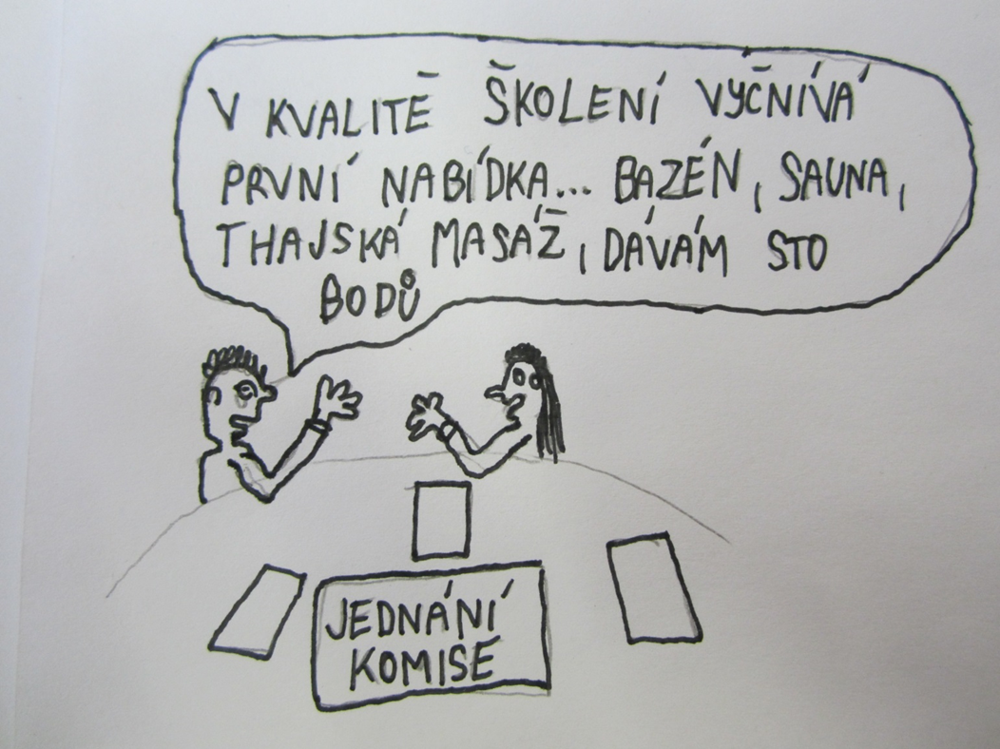 V KVALITĚ ŠKOLENÍ VYČNÍVÁ
PRVNÍ NABÍDKA... BAZÉN, SAUNA,
THAJSKÁ MASÁŽ, DÁVÁM STO
BODŮ
JEDNÁNÍ
KOMISE